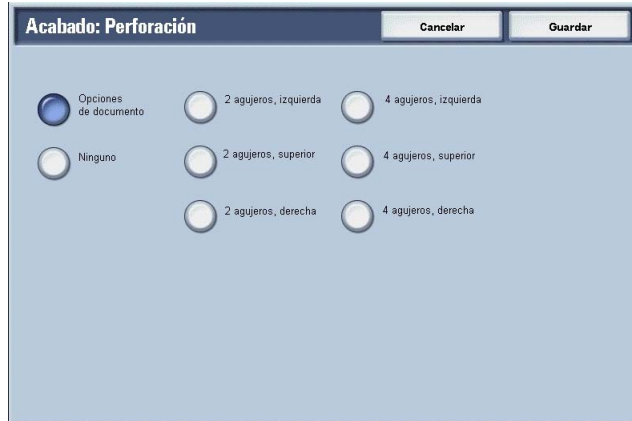 Acabado: Perforación
Cancelar
Guardar
Opciones
de documento
2 agujeros, izquierda
4 agujeros, izquierda
Ninguno
2 agujeros, superior
4 agujeros, superior
2 agujeros, derecha
4 agujeros, derecha